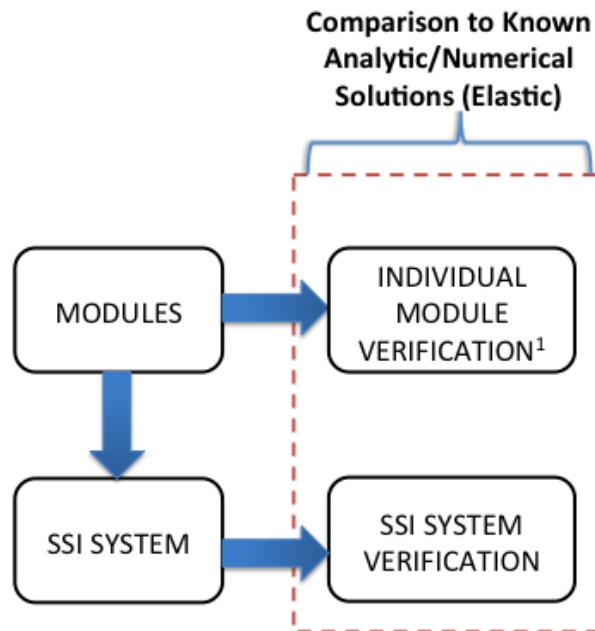 Comparison to Known
Analytic/Numerical
Solutions (Elastic)
MODULES
INDIVIDUAL
MODULE
VERIFICATION¹
SSI SYSTEM
SSI SYSTEM
VERIFICATION